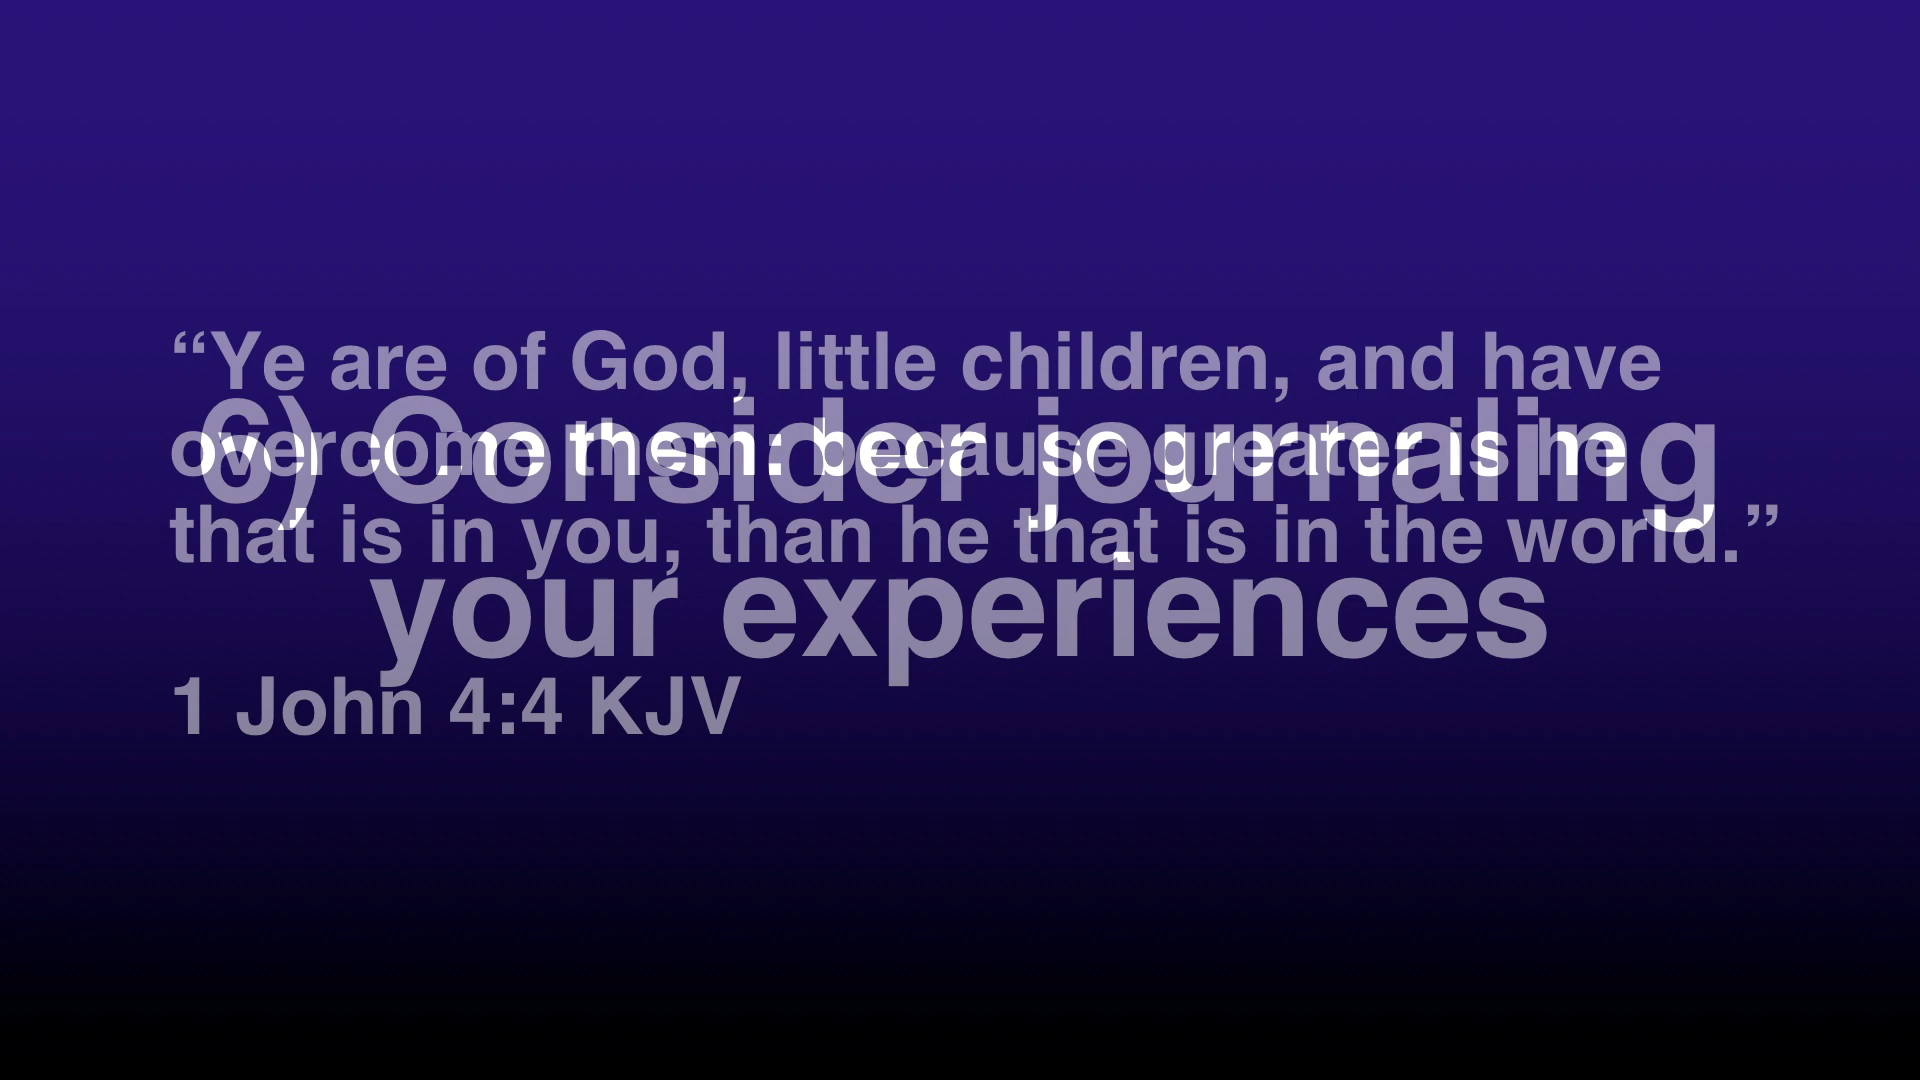 “Ye are of God, little children, and have
overcome them: because greater is he
that is in you, than he that is in the world.”
1 John 4:4 KJV
6) Consider journaling
your experiences